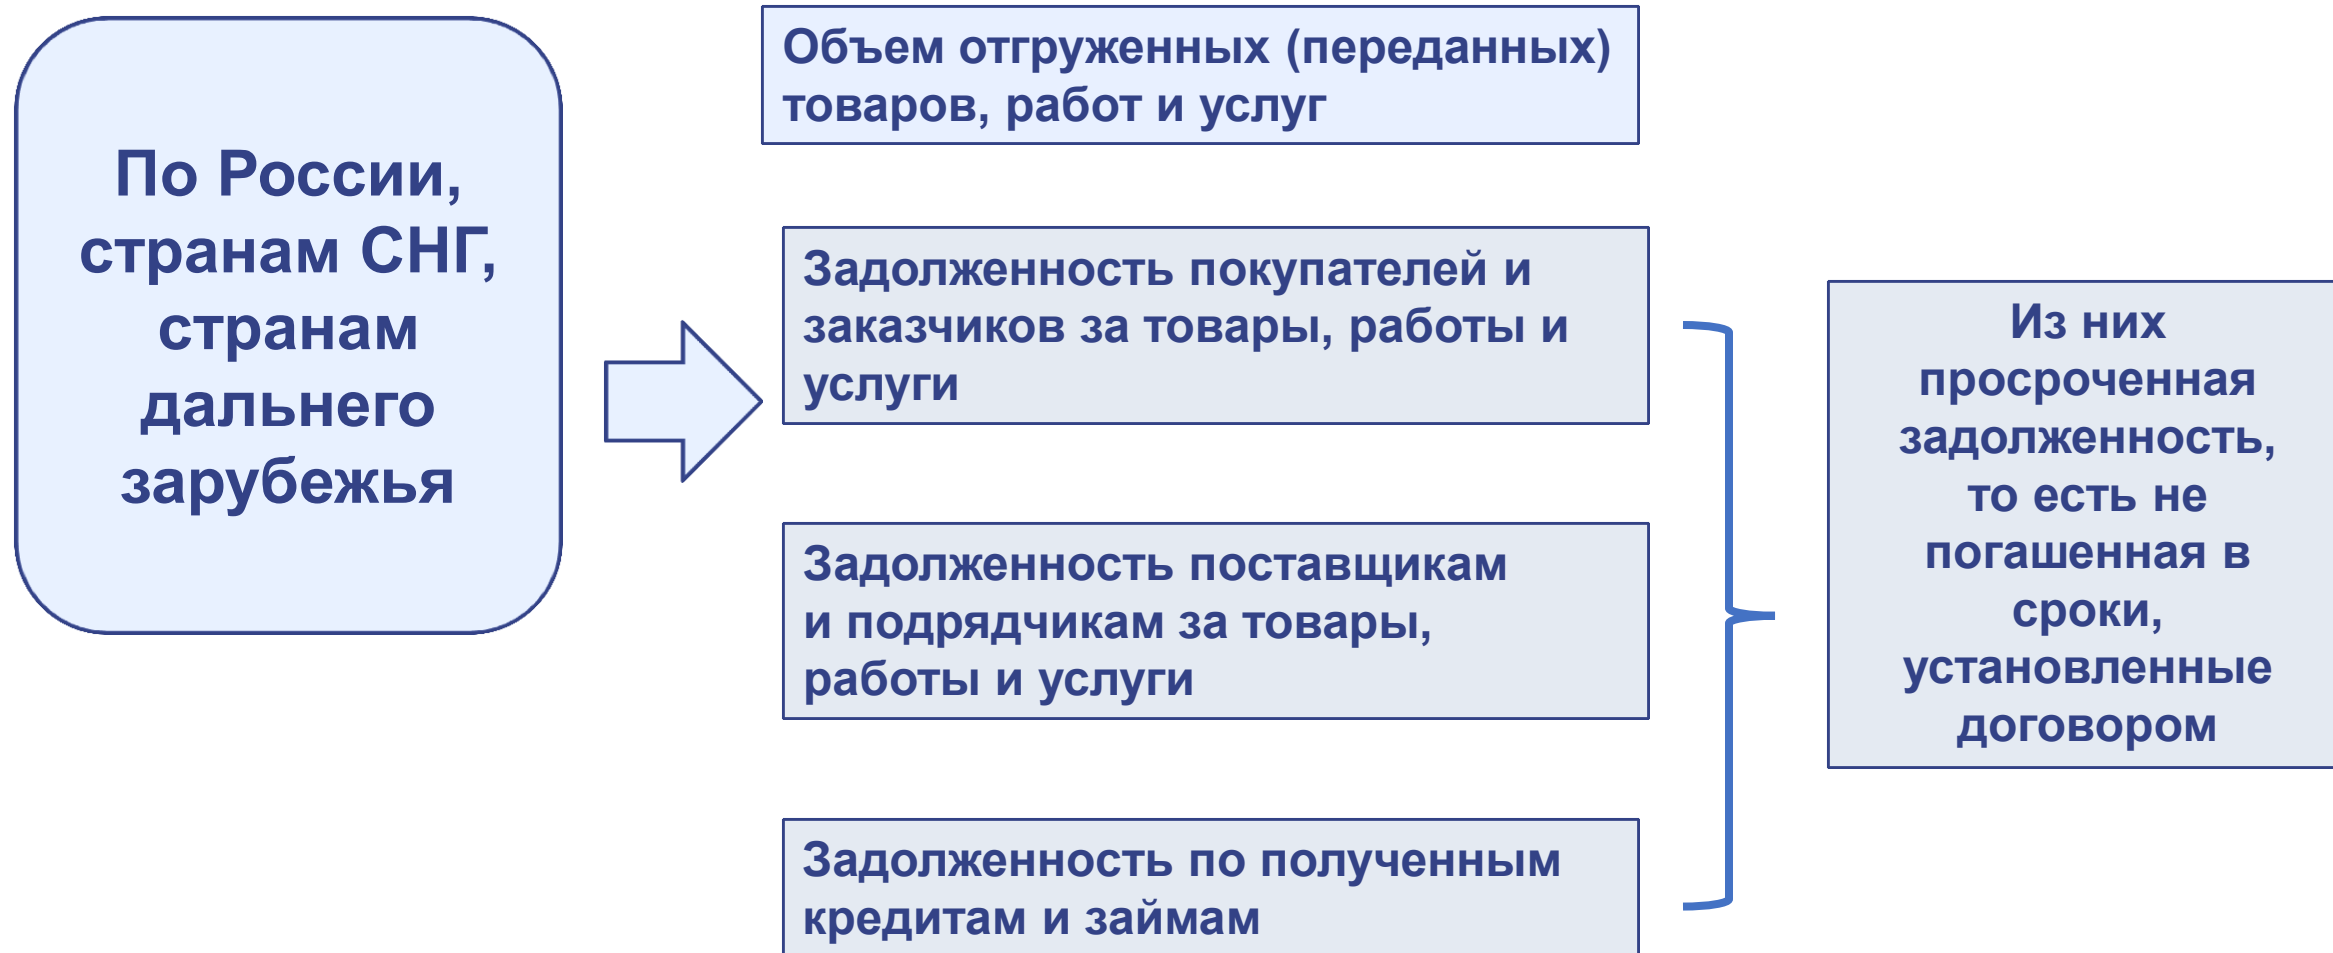 По России,
странам СНГ,
странам
дальнего
зарубежья
Объем отгруженных (переданных)
товаров, работ и услуг
Задолженность покупателей и
заказчиков за товары, работы и
услуги
Задолженность поставщикам
и подрядчикам за товары,
работы и услуги
Задолженность по полученным
кредитам и займам
Из них
просроченная
задолженность,
то есть не
погашенная в
сроки,
установленные
договором